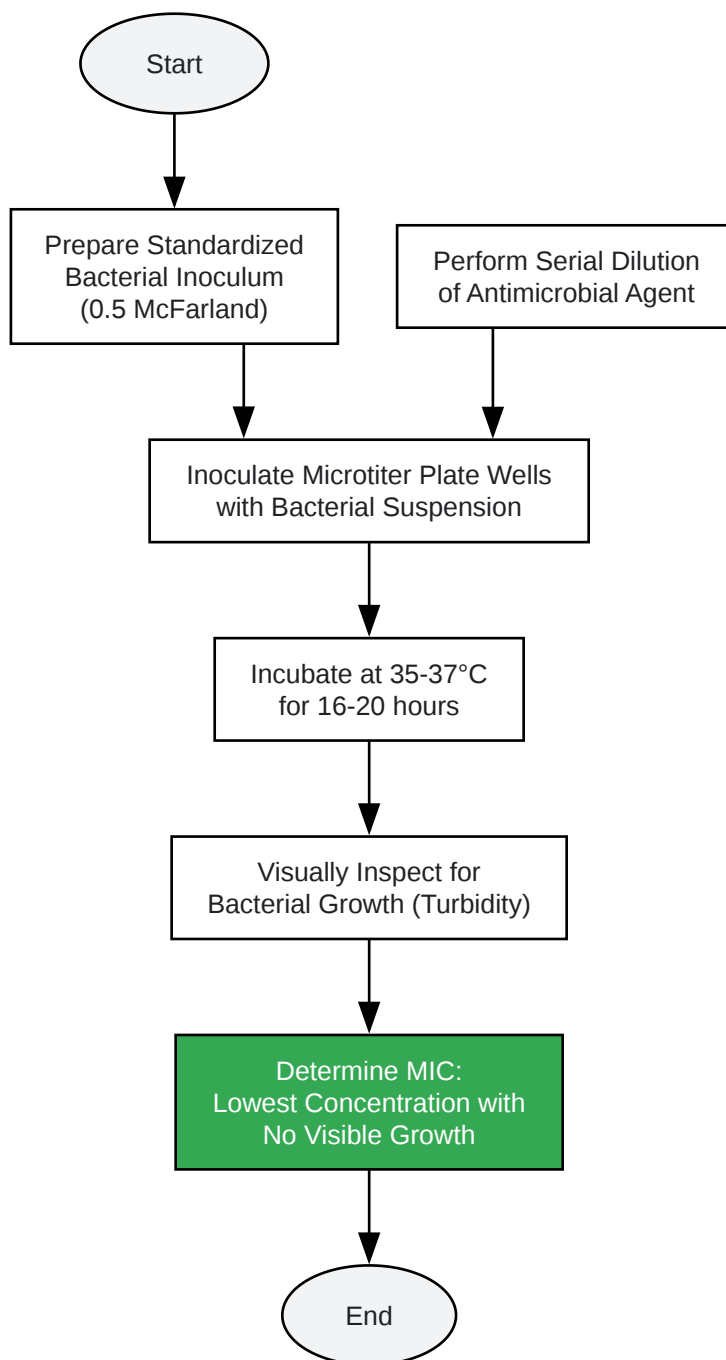 Start
Prepare Standardized
Bacterial Inoculum
(0.5 McFarland)
Perform Serial Dilution
of Antimicrobial Agent
Inoculate Microtiter Plate Wells
with Bacterial Suspension
Incubate at 35-37°C
for 16-20 hours
Visually Inspect for
Bacterial Growth (Turbidity)
Determine MIC:
Lowest Concentration with
No Visible Growth
End